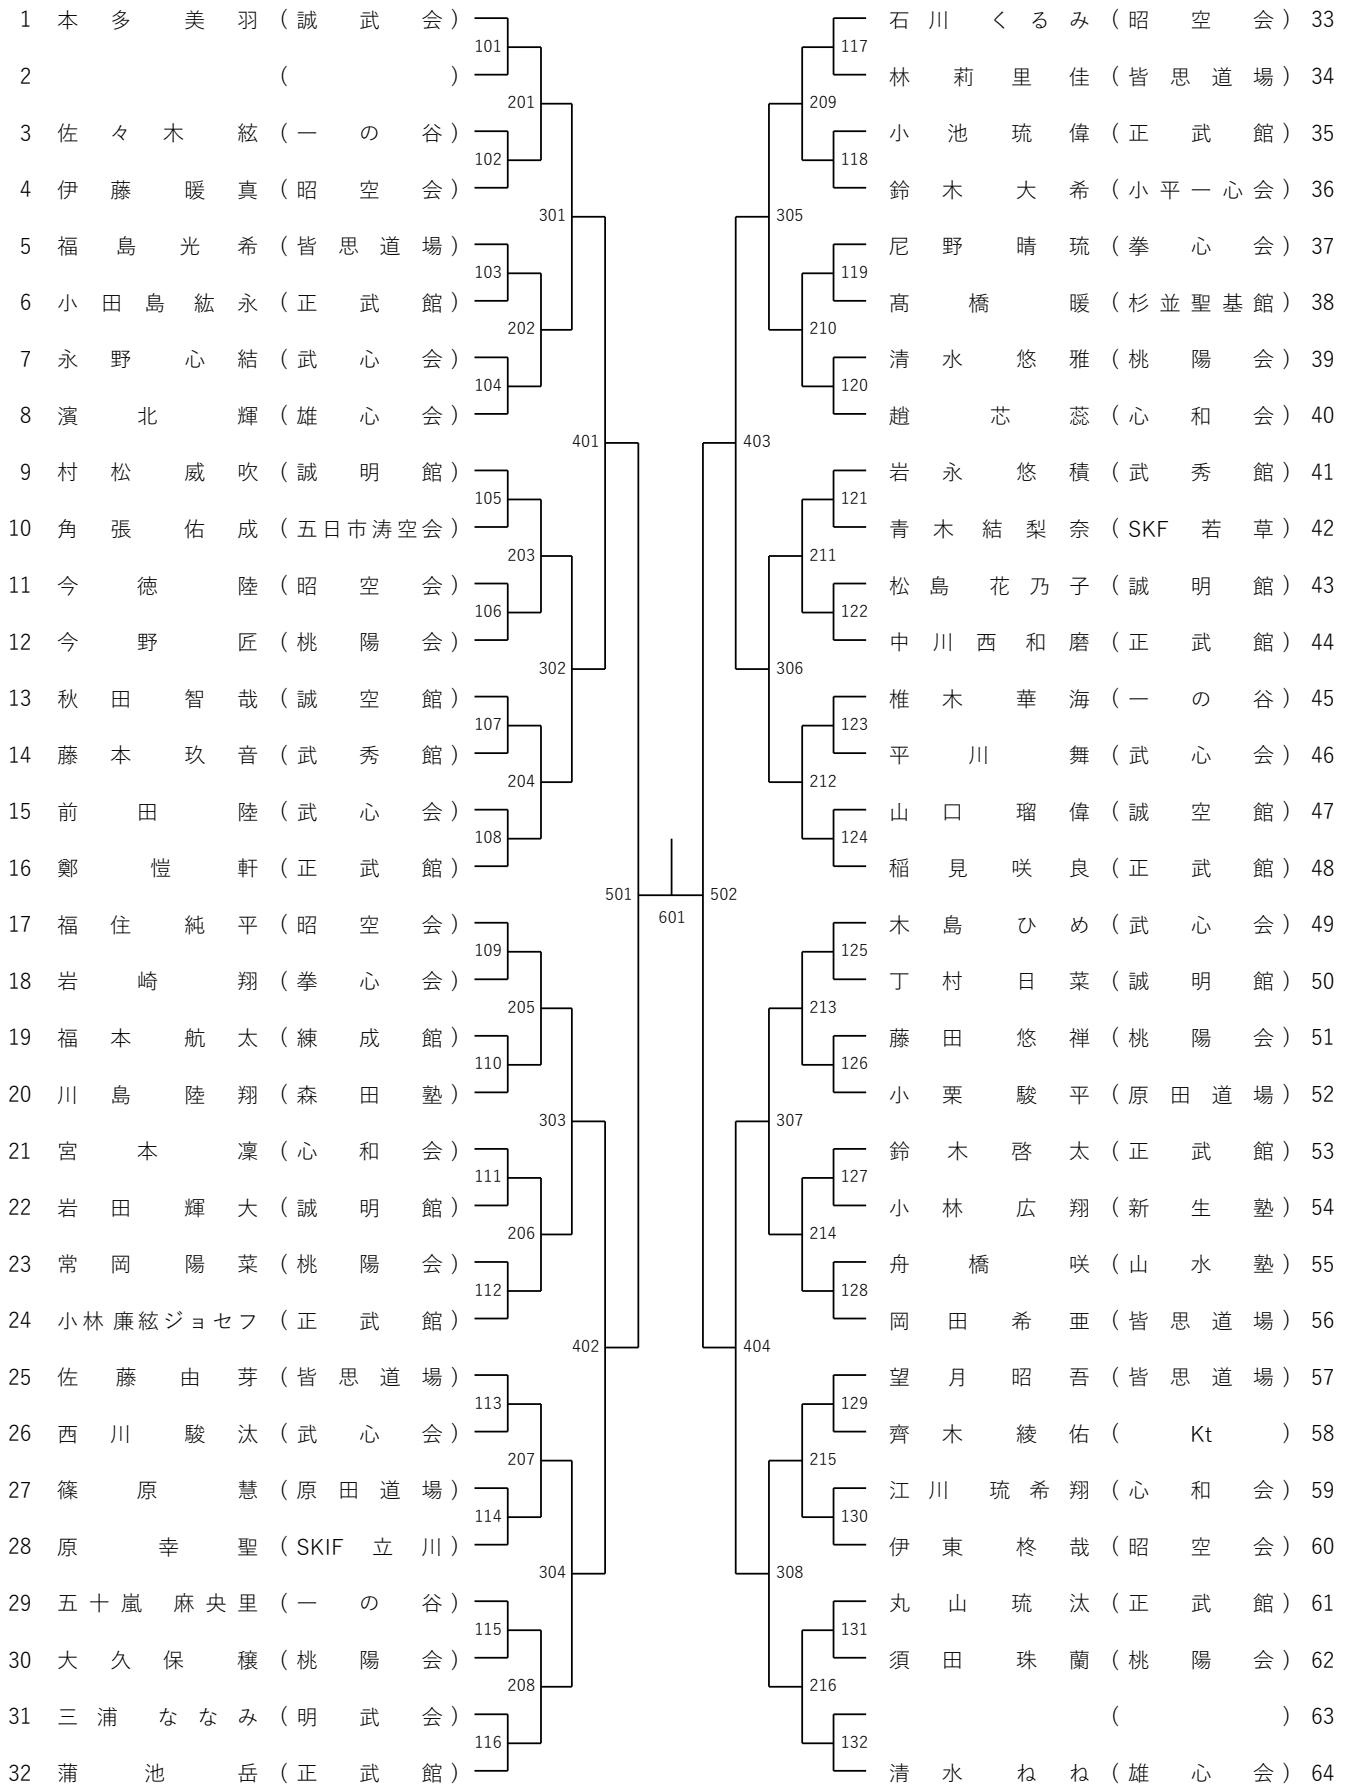 1 本多 美羽 (誠武会)
2 ( )
3 佐々木 絃 (一の谷)
4 伊藤 暖真 (昭空会)
5 福島 光希 (皆思道場)
6 小田島 紘永 (正武館)
7 永野 心結 (武心会)
8 濱北 輝 (雄心会)
9 村松 威吹 (誠明館)
10 角張 佑成 (五日市涛空会)
11 今徳 陸 (昭空会)
12 今野 匠 (桃陽会)
13 秋田 智哉 (誠空館)
14 藤本 玖音 (武秀館)
15 前田 陸 (武心会)
16 鄭 愷軒 (正武館)
17 福住 純平 (昭空会)
18 岩崎 翔 (拳心会)
19 福本 航太 (練成館)
20 川島 陸翔 (森田塾)
21 宮本 凜 (心和会)
22 岩田 輝大 (誠明館)
23 常岡 陽菜 (桃陽会)
24 小林 廉絃ジョセフ (正武館)
25 佐藤 由芽 (皆思道場)
26 西川 駿汰 (武心会)
27 篠原 慧 (原田道場)
28 原 幸聖 (SKIF 立川)
29 五十嵐 麻央里 (一の谷)
30 大久保 穣 (桃陽会)
31 三浦 ななみ (明武会)
32 蒲池 岳 (正武館)
101
102
103
104
105
106
107
108
109
110
111
112
113
114
115
116
201
202
203
204
205
206
207
208
301
302
303
304
401
402
501
601
502
403
404
305
306
307
308
209
210
211
212
213
214
215
216
117
118
119
120
121
122
123
124
125
126
127
128
129
130
131
132
石川 くるみ (昭空会) 33
林 莉里佳 (皆思道場) 34
小池 琉偉 (正武館) 35
鈴木 大希 (小平一心会) 36
尼野 晴琉 (拳心会) 37
髙橋 暖 (杉並聖基館) 38
清水 悠雅 (桃陽会) 39
趙 芯蕊 (心和会) 40
岩永 悠積 (武秀館) 41
青木 結梨奈 (SKF 若草) 42
松島 花乃子 (誠明館) 43
中川西 和磨 (正武館) 44
椎木 華海 (一の谷) 45
平川 舞 (武心会) 46
山口 瑠偉 (誠空館) 47
稲見 咲良 (正武館) 48
木島 ひめ (武心会) 49
丁村 日菜 (誠明館) 50
藤田 悠禅 (桃陽会) 51
小栗 駿平 (原田道場) 52
鈴木 啓太 (正武館) 53
小林 広翔 (新生塾) 54
舟橋 咲 (山水塾) 55
岡田 希亜 (皆思道場) 56
望月 昭吾 (皆思道場) 57
齊木 綾佑 (Kt) 58
江川 琉希翔 (心和会) 59
伊東 柊哉 (昭空会) 60
丸山 琉汰 (正武館) 61
須田 珠蘭 (桃陽会) 62
( ) 63
清水 ねね (雄心会) 64